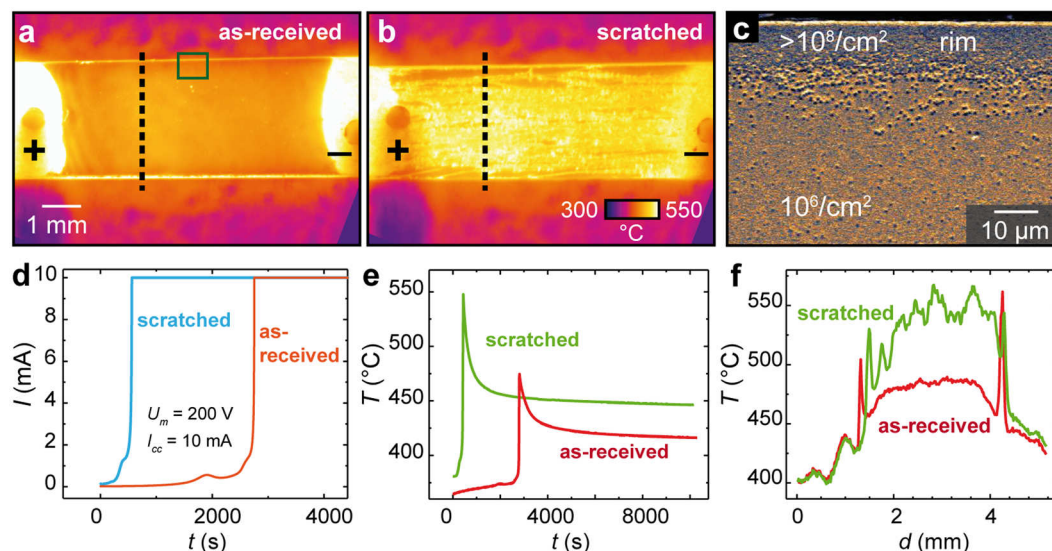 a
as-received
+
−
1 mm
b
scratched
+
−
300
550
°C
c
>10⁸/cm²
rim
10⁶/cm²
10 µm
d
I (mA)
10
8
6
4
2
0
scratched
as-
received
Uₘ = 200 V
I_cc = 10 mA
0
2000
4000
t (s)
e
T (°C)
550
500
450
400
scratched
as-received
0
4000
8000
t (s)
f
T (°C)
550
500
450
400
scratched
as-received
0
2
4
d (mm)